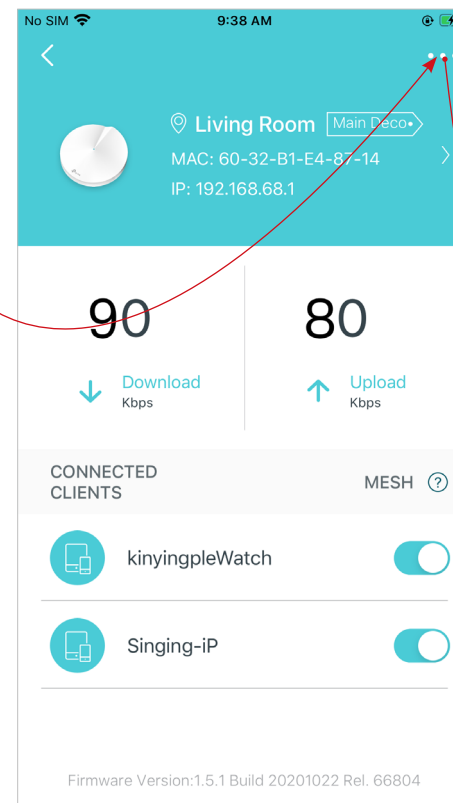 No SIM 9:38 AM
Living Room Main Deco
MAC: 60-32-B1-E4-87-14
IP: 192.168.68.1
90 80
Download Upload
Kbps Kbps
CONNECTED
CLIENTS
MESH ?
kinyingpleWatch
Singing-iP
Firmware Version:1.5.1 Build 20201022 Rel. 66804